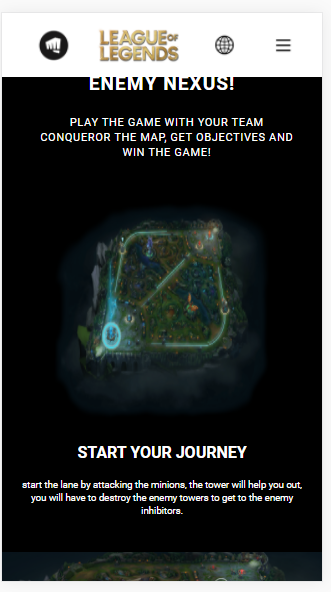 LEAGUE OF
LEGENDS
ENEMY NEXUS!
PLAY THE GAME WITH YOUR TEAM
CONQUEROR THE MAP, GET OBJECTIVES AND
WIN THE GAME!
START YOUR JOURNEY
start the lane by attacking the minions, the tower will help you out,
you will have to destroy the enemy towers to get to the enemy
inhibitors.